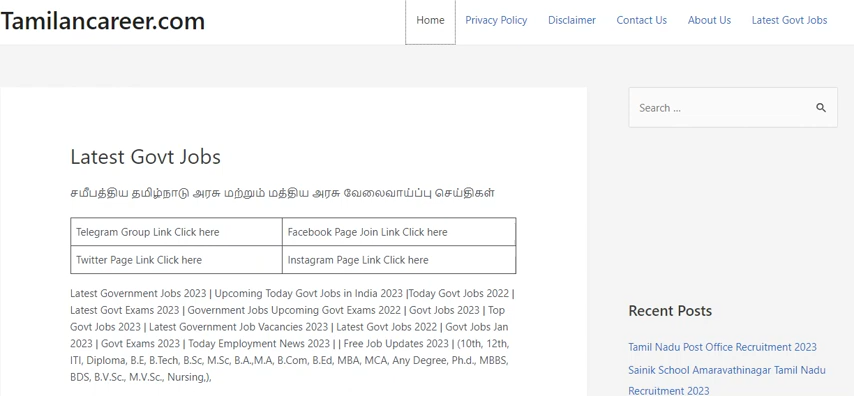 Tamilancareer.com
Home Privacy Policy Disclaimer Contact Us About Us Latest Govt Jobs
Latest Govt Jobs
சமீபத்திய தமிழ்நாடு அரசு மற்றும் மத்திய அரசு வேலைவாய்ப்பு செய்திகள்
Telegram Group Link Click here Facebook Page Join Link Click here
Twitter Page Link Click here Instagram Page Link Click here
Latest Government Jobs 2023 | Upcoming Today Govt Jobs in India 2023 |Today Govt Jobs 2022 |
Latest Govt Exams 2023 | Government Jobs Upcoming Govt Exams 2022 | Govt Jobs 2023 | Top
Govt Jobs 2023 | Latest Government Job Vacancies 2023 | Latest Govt Jobs 2022 | Govt Jobs Jan
2023 | Govt Exams 2023 | Today Employment News 2023 | | Free Job Updates 2023 | (10th, 12th,
ITI, Diploma, B.E, B.Tech, B.Sc, M.Sc, B.A.,M.A, B.Com, B.Ed, MBA, MCA, Any Degree, Ph.d., MBBS,
BDS, B.V.Sc., M.V.Sc., Nursing,),
Search ...
Recent Posts
Tamil Nadu Post Office Recruitment 2023
Sainik School Amaravathinagar Tamil Nadu
Recruitment 2023